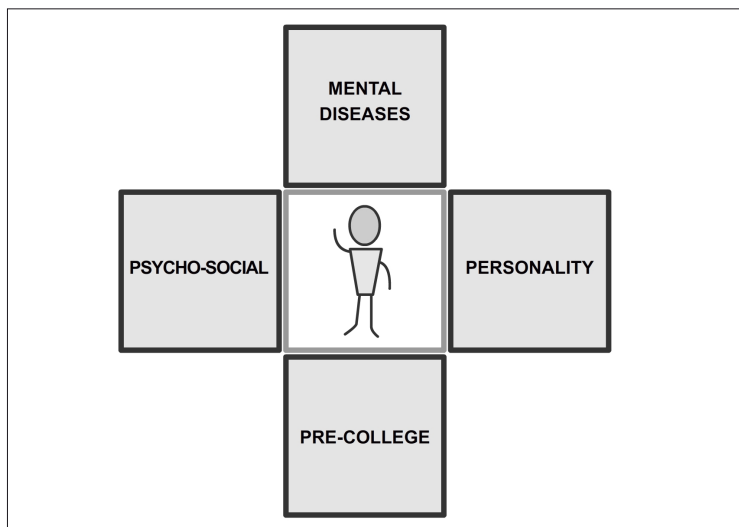 MENTAL
DISEASES
PSYCHO-SOCIAL
PERSONALITY
PRE-COLLEGE